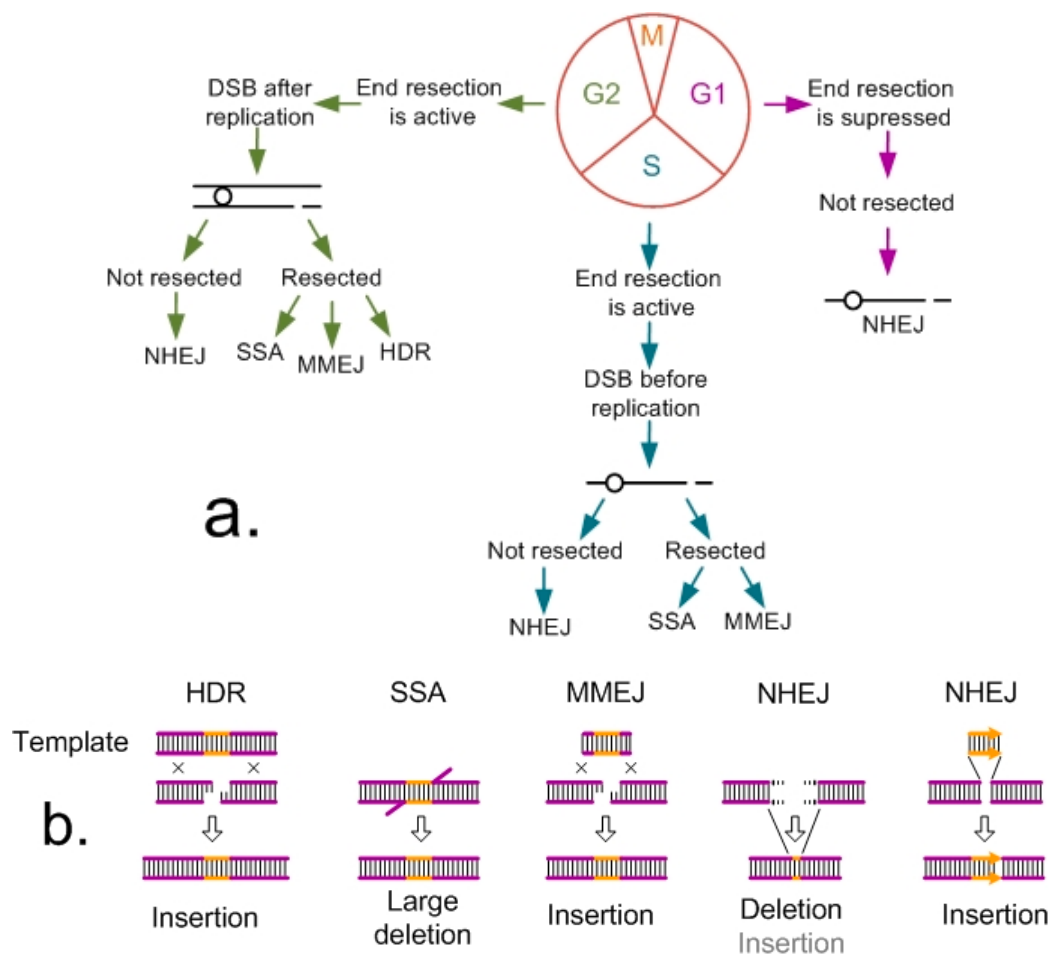 M
G2
G1
S
DSB after
replication
End resection
is active
End resection
is supressed
Not resected
NHEJ
Not resected
Resected
NHEJ
SSA
MMEJ
HDR
End resection
is active
DSB before
replication
Not resected
Resected
NHEJ
SSA
MMEJ
a.
HDR
SSA
MMEJ
NHEJ
NHEJ
Template
b.
Insertion
Large
deletion
Insertion
Deletion
Insertion
Insertion